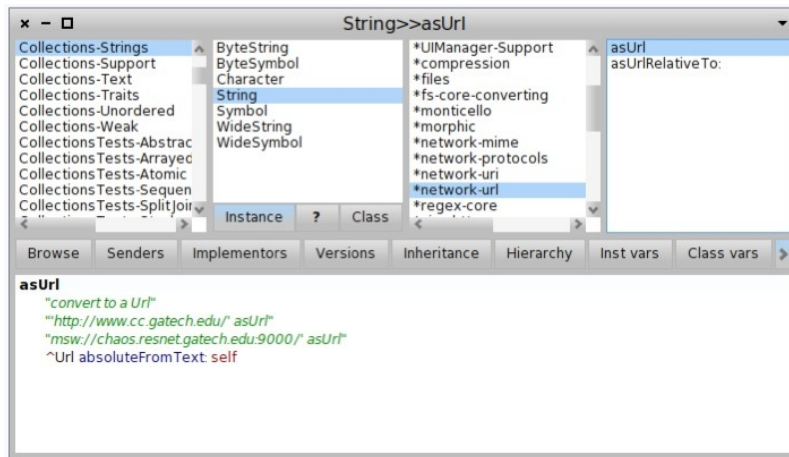 String>>asUrl
Collections-Strings
Collections-Support
Collections-Text
Collections-Traits
Collections-Unordered
Collections-Weak
CollectionsTests-Abstrac
CollectionsTests-Arrayed
CollectionsTests-Atomic
CollectionsTests-Sequen
CollectionsTests-SplitJoin
ByteString
ByteSymbol
Character
String
Symbol
WideString
WideSymbol
Instance ? Class
*UIManager-Support
*compression
*files
*fs-core-converting
*monticello
*morphic
*network-mime
*network-protocols
*network-uri
*network-url
*regex-core
asUrl
asUrlRelativeTo:
Browse Senders Implementors Versions Inheritance Hierarchy Inst vars Class vars
asUrl
"convert to a Url"
"'http://www.cc.gatech.edu/' asUrl"
"msw://chaos.resnet.gatech.edu:9000/' asUrl"
^Url absoluteFromText: self